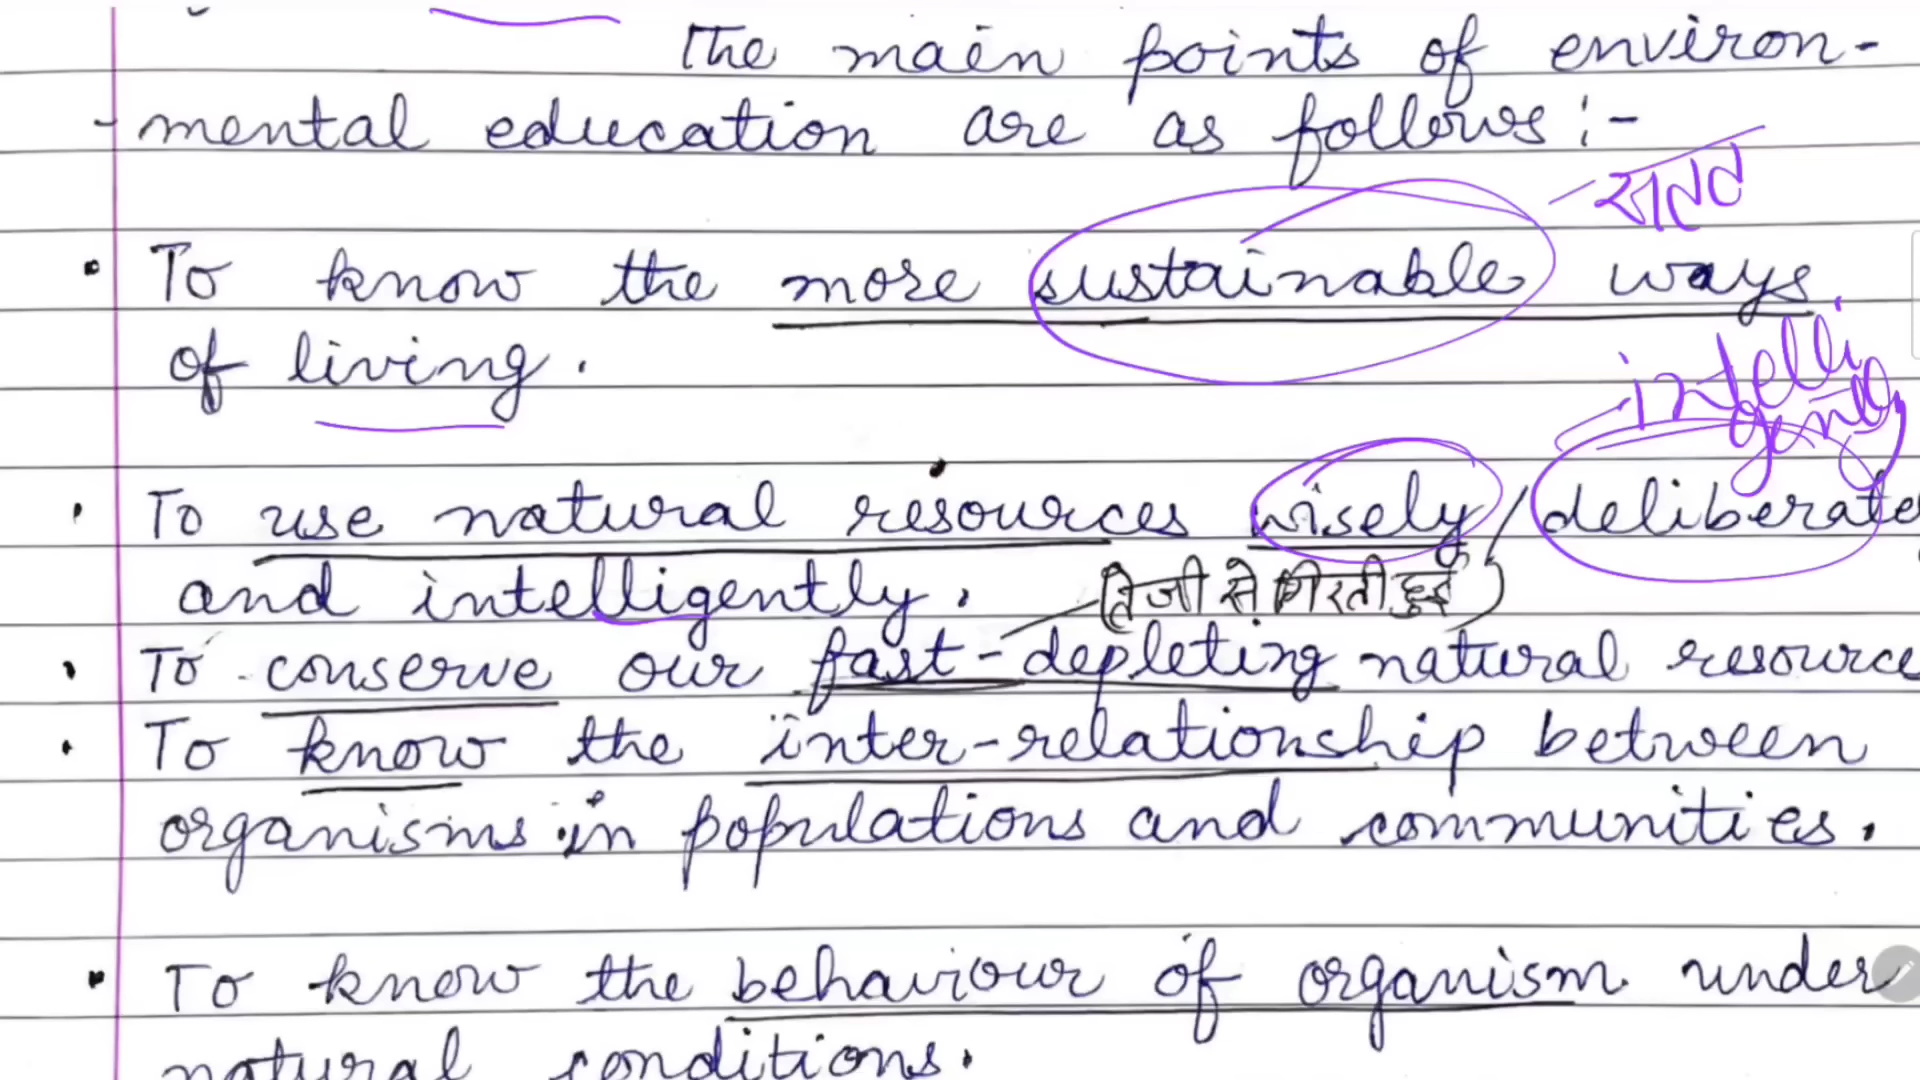 The main points of environ-
-mental education are as follows :-
सतत
• To know the more sustainable ways
of living.
intelli
gently
• To use natural resources wisely / deliberate
and intelligently. (तेजी से गिरती हुई)
• To conserve our fast-depleting natural resource
• To know the inter-relationship between
organisms in populations and communities.
• To know the behaviour of organism under
natural conditions.